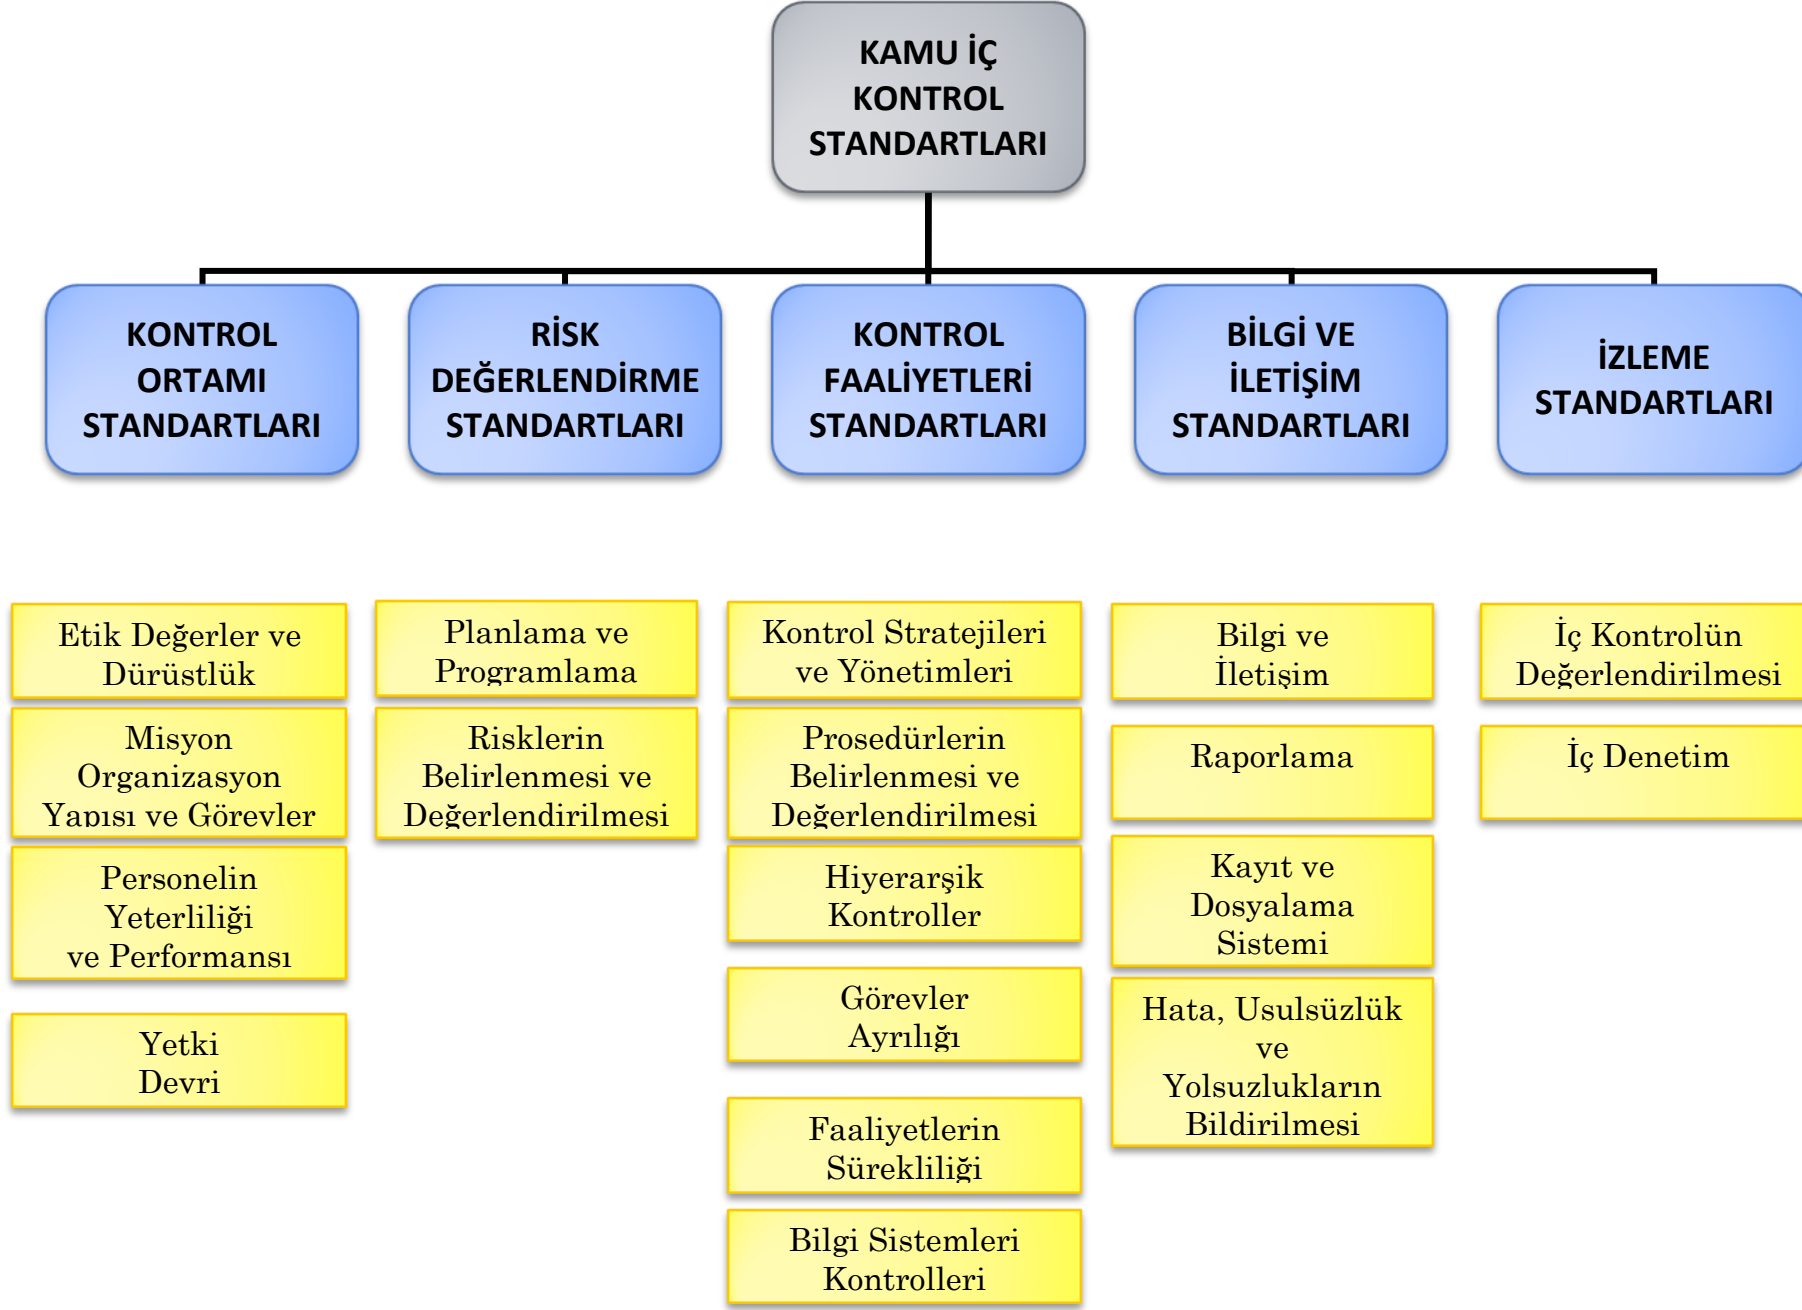 KAMU İÇ
KONTROL
STANDARTLARI
KONTROL
ORTAMI
STANDARTLARI
RİSK
DEĞERLENDİRME
STANDARTLARI
KONTROL
FAALİYETLERİ
STANDARTLARI
BİLGİ VE
İLETİŞİM
STANDARTLARI
İZLEME
STANDARTLARI
Etik Değerler ve
Dürüstlük
Misyon
Organizasyon
Yapısı ve Görevler
Personelin
Yeterliliği
ve Performansı
Yetki
Devri
Planlama ve
Programlama
Risklerin
Belirlenmesi ve
Değerlendirilmesi
Kontrol Stratejileri
ve Yönetimleri
Prosedürlerin
Belirlenmesi ve
Değerlendirilmesi
Hiyerarşik
Kontroller
Görevler
Ayrılığı
Faaliyetlerin
Sürekliliği
Bilgi Sistemleri
Kontrolleri
Bilgi ve
İletişim
Raporlama
Kayıt ve
Dosyalama
Sistemi
Hata, Usulsüzlük
ve
Yolsuzlukların
Bildirilmesi
İç Kontrolün
Değerlendirilmesi
İç Denetim